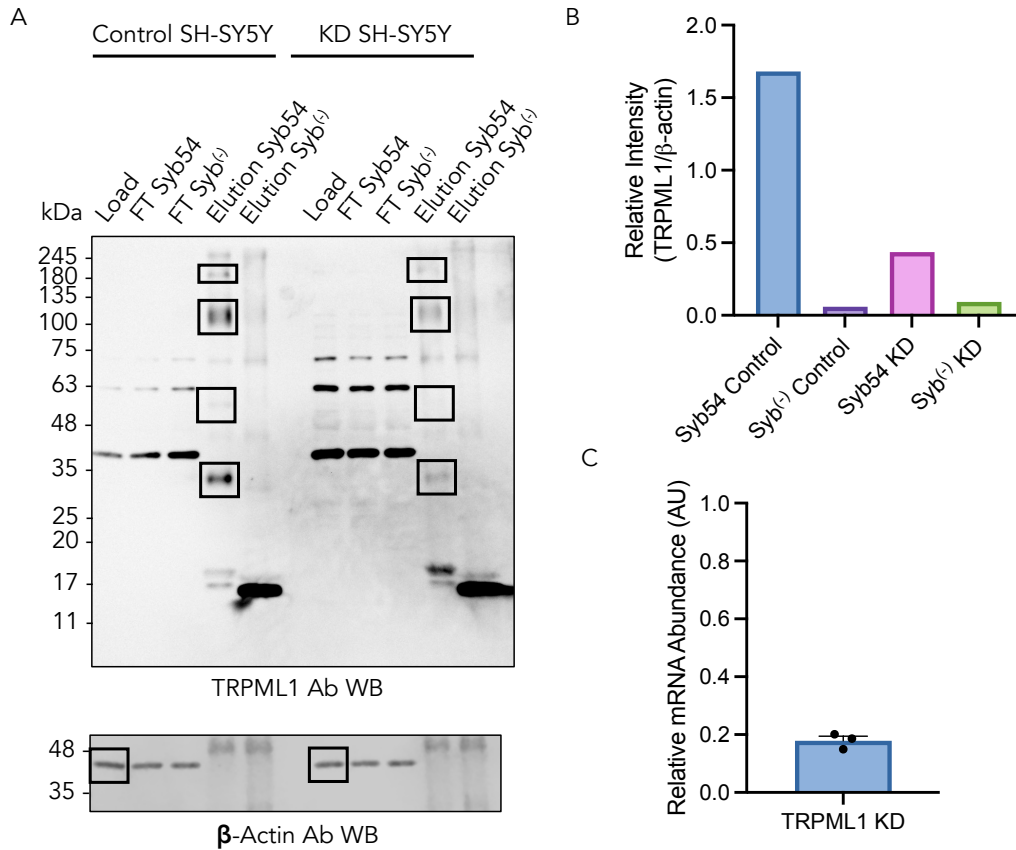 A
Control SH-SY5Y
KD SH-SY5Y
Load
FT Syb54
FT Syb(-)
Elution Syb54
Elution Syb(-)
Load
FT Syb54
FT Syb(-)
Elution Syb54
Elution Syb(-)
kDa
245
180
135
100
75
63
48
35
25
20
17
11
TRPML1 Ab WB
48
35
β-Actin Ab WB
B
Relative Intensity
(TRPML1/β-actin)
2.0
1.5
1.0
0.5
0.0
Syb54 Control
Syb(-) Control
Syb54 KD
Syb(-) KD
C
Relative mRNA Abundance (AU)
1.0
0.8
0.6
0.4
0.2
0.0
TRPML1 KD